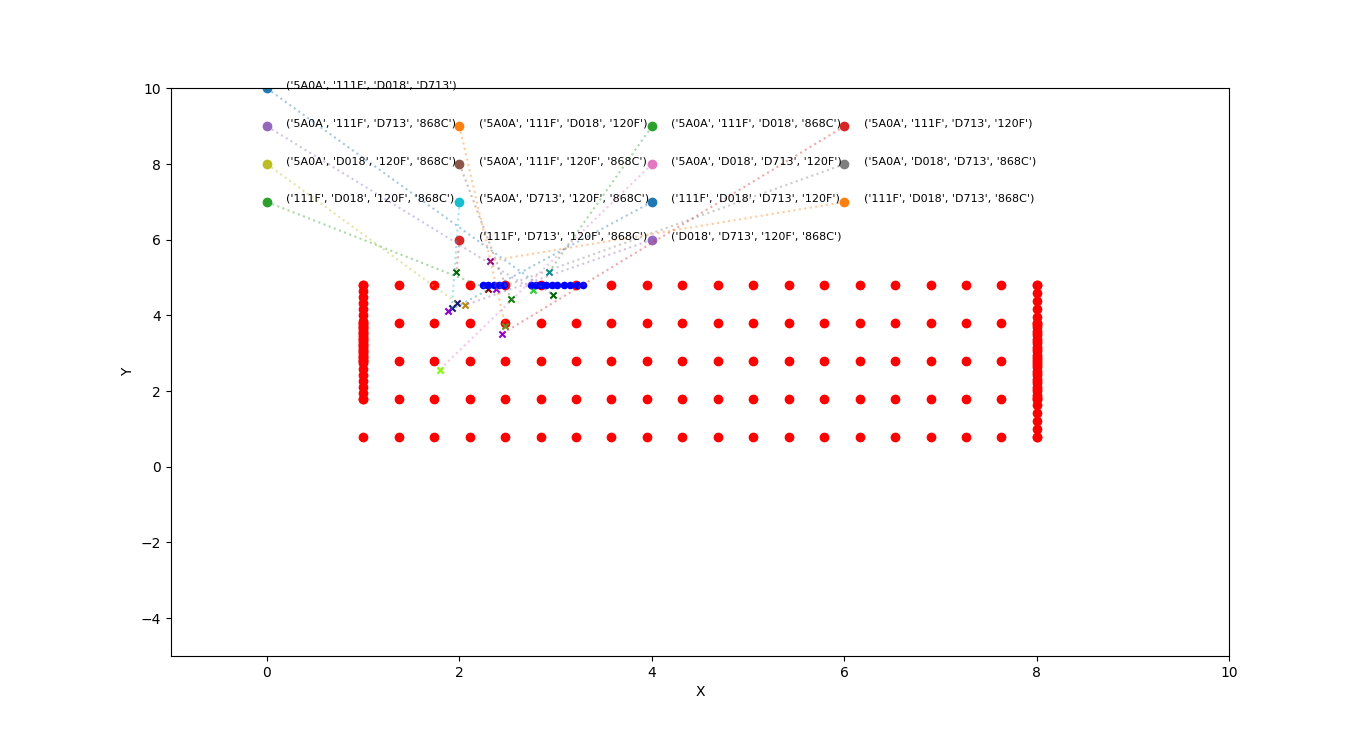 ('5A0A', '111F', 'D018', 'D713')
('5A0A', '111F', 'D713', '868C') ('5A0A', '111F', 'D018', '120F') ('5A0A', '111F', 'D018', '868C') ('5A0A', '111F', 'D713', '120F')
('5A0A', 'D018', '120F', '868C') ('5A0A', '111F', '120F', '868C') ('5A0A', 'D018', 'D713', '120F') ('5A0A', 'D018', 'D713', '868C')
('111F', 'D018', '120F', '868C') ('5A0A', 'D713', '120F', '868C') ('111F', 'D018', 'D713', '120F') ('111F', 'D018', 'D713', '868C')
('111F', 'D713', '120F', '868C') ('D018', 'D713', '120F', '868C')
10
8
6
4
2
0
−2
−4
Y
0 2 4 6 8 10
X